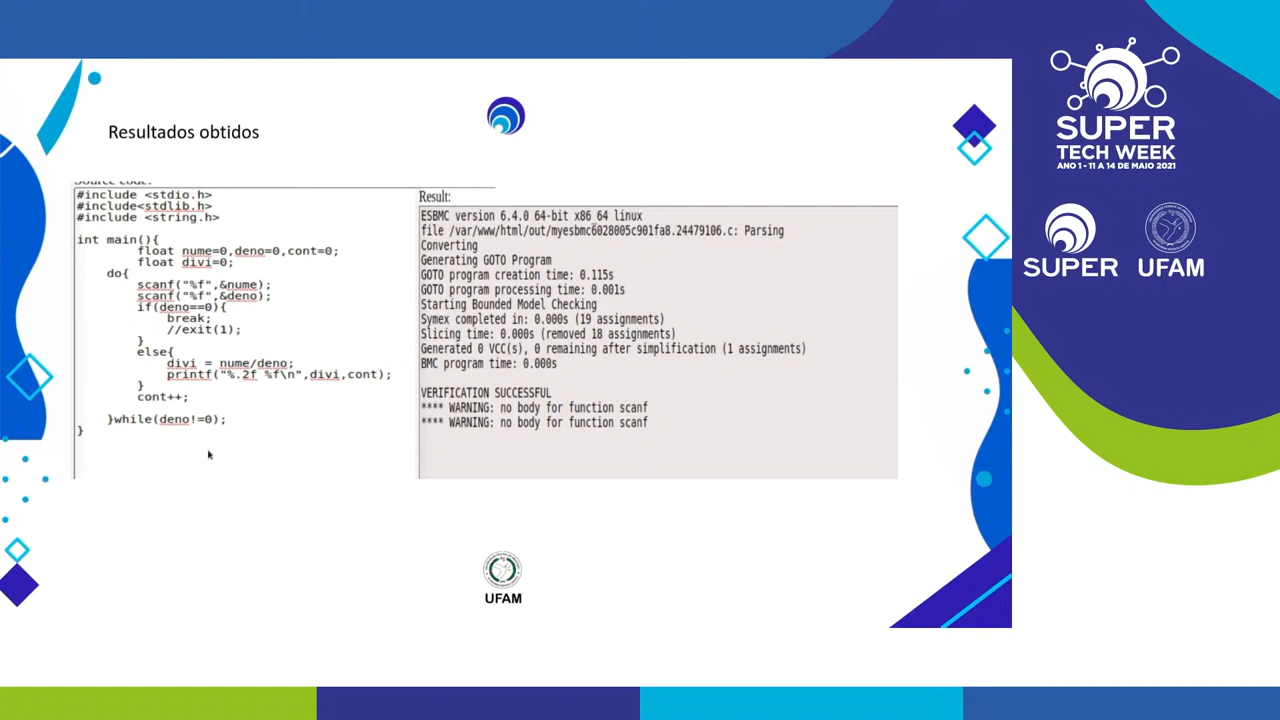 Resultados obtidos
Source code:
#include <stdio.h>
#include<stdlib.h>
#include <string.h>
int main(){
float nume=0,deno=0,cont=0;
float divi=0;
do{
scanf("%f",&nume);
scanf("%f",&deno);
if(deno==0){
break;
//exit(1);
}
else{
divi = nume/deno;
printf("%.2f %f\n",divi,cont);
}
cont++;
}while(deno!=0);
}
Result:
ESBMC version 6.4.0 64-bit x86_64 linux
file /var/www/html/out/myesbmc6028005c901fa8.24479106.c: Parsing
Converting
Generating GOTO Program
GOTO program creation time: 0.115s
GOTO program processing time: 0.001s
Starting Bounded Model Checking
Symex completed in: 0.000s (19 assignments)
Slicing time: 0.000s (removed 18 assignments)
Generated 0 VCC(s), 0 remaining after simplification (1 assignments)
BMC program time: 0.000s
VERIFICATION SUCCESSFUL
**** WARNING: no body for function scanf
**** WARNING: no body for function scanf
UFAM
SUPER
TECH WEEK
ANO 1 - 11 A 14 DE MAIO 2021
SUPER
UFAM